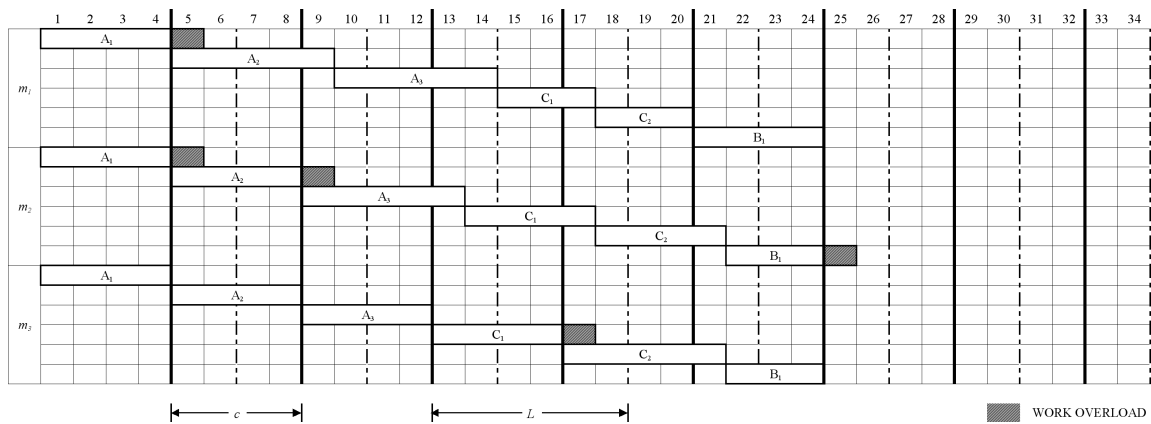 1 2 3 4 5 6 7 8 9 10 11 12 13 14 15 16 17 18 19 20 21 22 23 24 25 26 27 28 29 30 31 32 33 34
A₁
A₂
m₁
A₃
C₁
C₂
B₁
A₁
A₂
m₂
A₃
C₁
C₂
B₁
A₁
A₂
m₃
A₃
C₁
C₂
B₁
c L WORK OVERLOAD